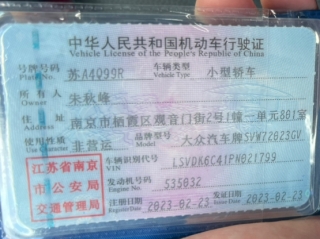 中华人民共和国机动车行驶证
Vehicle License of the People's Republic of China
号牌号码 苏A4Q99R 车辆类型 小型轿车
Plate No. Vehicle Type
所有人 朱秋峰
Owner
住址 南京市栖霞区观音门街2号1幢一单元801室
Address
使用性质 非营运 品牌型号 大众汽车牌SVW72023GV
Use Character Model
江苏省南京
市公安局
交通管理局
车辆识别代号 LSVDK6C41PN021799
VIN
发动机号码 S35032
Engine No.
注册日期 2023-02-23 发证日期 2023-02-23
Register Date Issue Date